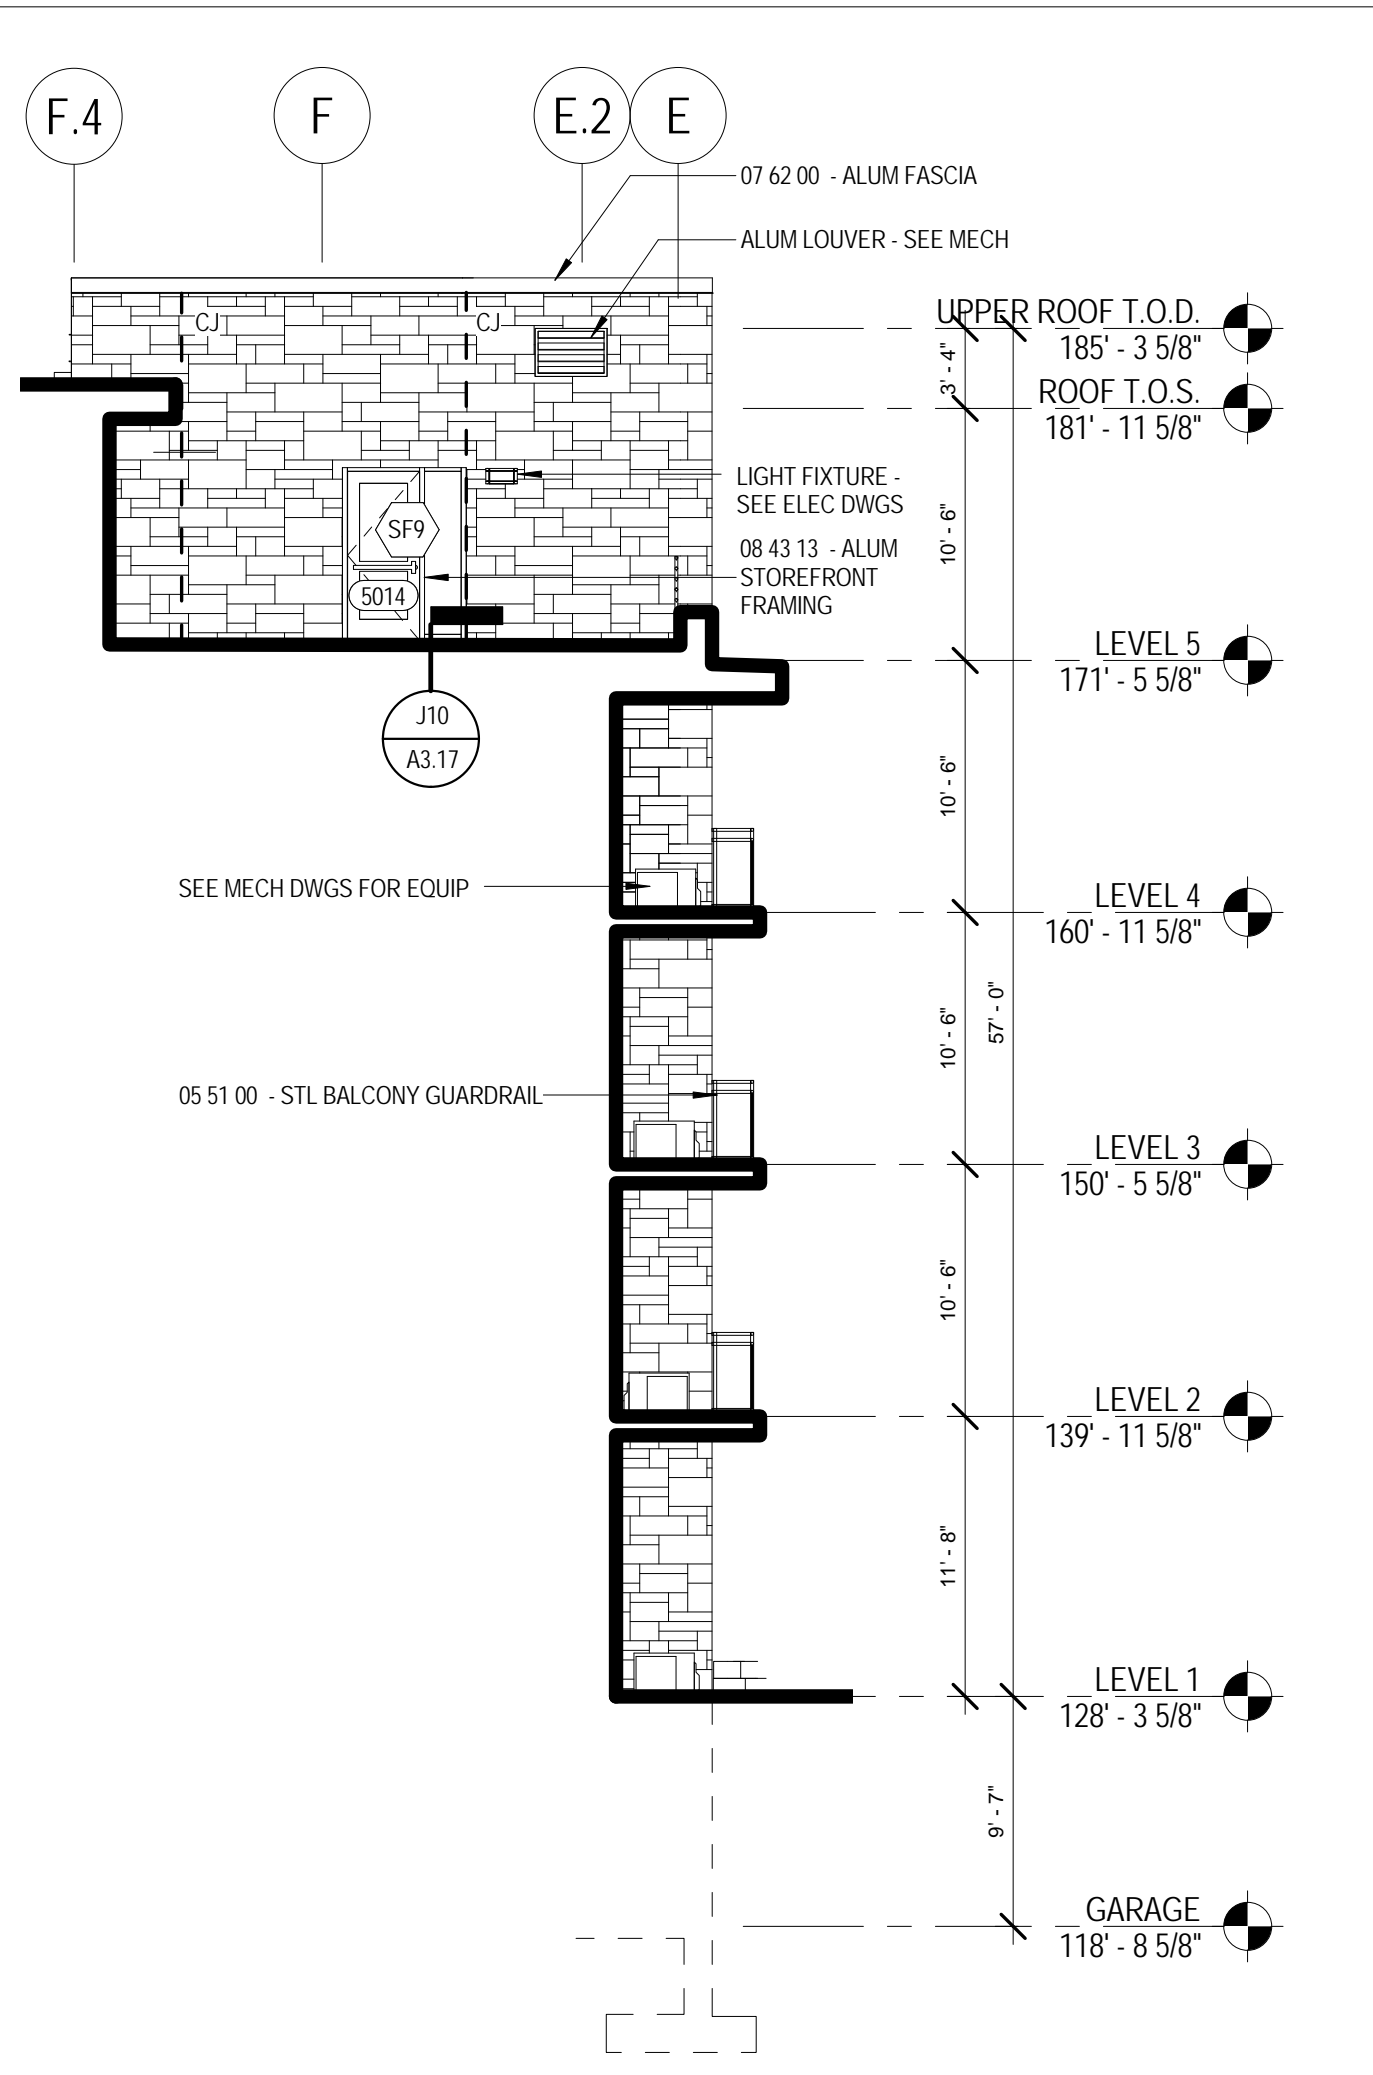 F.4
F
E.2
E
07 62 00 - ALUM FASCIA
ALUM LOUVER - SEE MECH
CJ
CJ
UPPER ROOF T.O.D.
185' - 3 5/8"
3' - 4"
ROOF T.O.S.
181' - 11 5/8"
LIGHT FIXTURE -
SEE ELEC DWGS
10' - 6"
SF9
08 43 13 - ALUM
STOREFRONT
FRAMING
5014
LEVEL 5
171' - 5 5/8"
J10
A3.17
10' - 6"
SEE MECH DWGS FOR EQUIP
LEVEL 4
160' - 11 5/8"
10' - 6"
57' - 0"
05 51 00 - STL BALCONY GUARDRAIL
LEVEL 3
150' - 5 5/8"
10' - 6"
LEVEL 2
139' - 11 5/8"
11' - 8"
LEVEL 1
128' - 3 5/8"
9' - 7"
GARAGE
118' - 8 5/8"